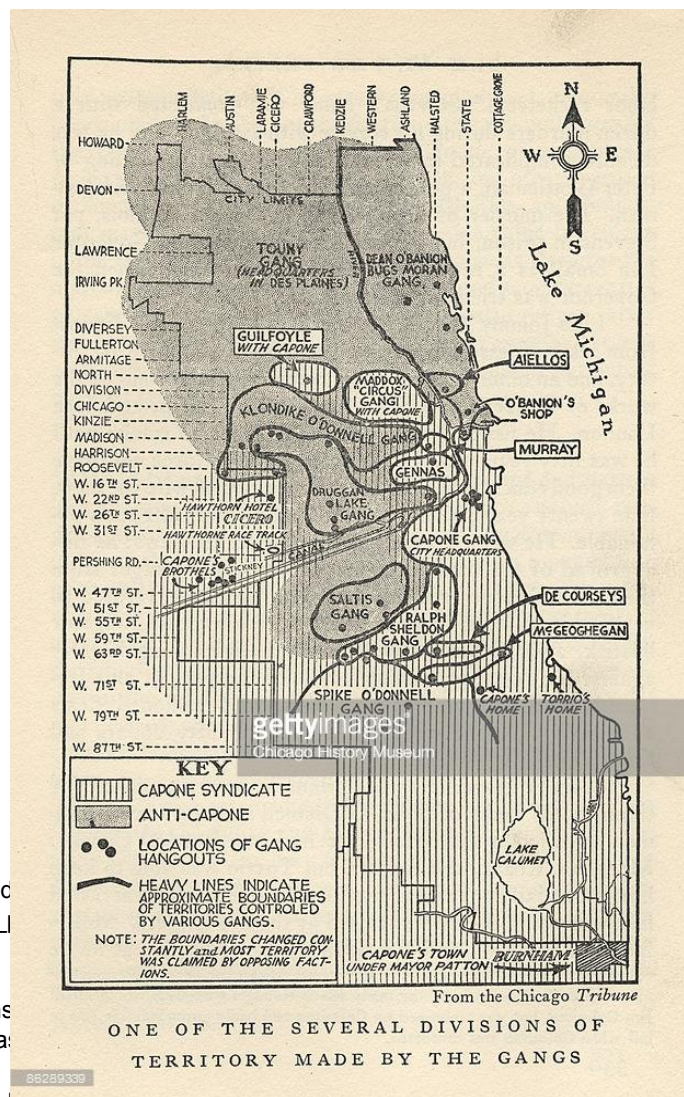 HARLEM
AUSTIN
LARAMIE
CICERO
CRAWFORD
KEDZIE
WESTERN
ASHLAND
HALSTED
STATE
COTTAGE GROVE
N
W E
S
HOWARD
DEVON
LAWRENCE
IRVING PK.
DIVERSEY
FULLERTON
ARMITAGE
NORTH
DIVISION
CHICAGO
KINZIE
MADISON
HARRISON
ROOSEVELT
W. 16TH ST.
W. 22ND ST.
W. 26TH ST.
W. 31ST ST.
PERSHING RD.
W. 47TH ST.
W. 51ST ST.
W. 55TH ST.
W. 59TH ST.
W. 63RD ST.
W. 71ST ST.
W. 79TH ST.
W. 87TH ST.
CITY LIMITS
TOUHY
GANG
(HEADQUARTERS
IN DES PLAINES)
RIVER
DEAN O'BANION
BUGS MORAN
GANG
Lake Michigan
GUILFOYLE
WITH CAPONE
MADDOX
"CIRCUS"
GANG
WITH CAPONE
AIELLOS
O'BANION'S
SHOP
KLONDIKE O'DONNELL GANG
MURRAY
GENNAS
DRUGGAN
LAKE
GANG
HAWTHORN HOTEL
CICERO
HAWTHORNE RACE TRACK
CANAL
CAPONE GANG
CITY HEADQUARTERS
CAPONE'S
BROTHELS
STICKNEY
SALTIS
GANG
RALPH
SHELDON
GANG
DE COURSEYS
McGEOGHEGAN
SPIKE O'DONNELL
GANG
CAPONE'S
HOME
TORRIO'S
HOME
gettyimages
Chicago History Museum
KEY
CAPONE SYNDICATE
ANTI-CAPONE
LOCATIONS OF GANG
HANGOUTS
HEAVY LINES INDICATE
APPROXIMATE BOUNDARIES
OF TERRITORIES CONTROLED
BY VARIOUS GANGS.
NOTE: THE BOUNDARIES CHANGED CON-
STANTLY and MOST TERRITORY
WAS CLAIMED BY OPPOSING FACT-
IONS.
LAKE
CALUMET
CAPONE'S TOWN
UNDER MAYOR PATTON
BURNHAM
From the Chicago Tribune
ONE OF THE SEVERAL DIVISIONS OF
TERRITORY MADE BY THE GANGS
86289339